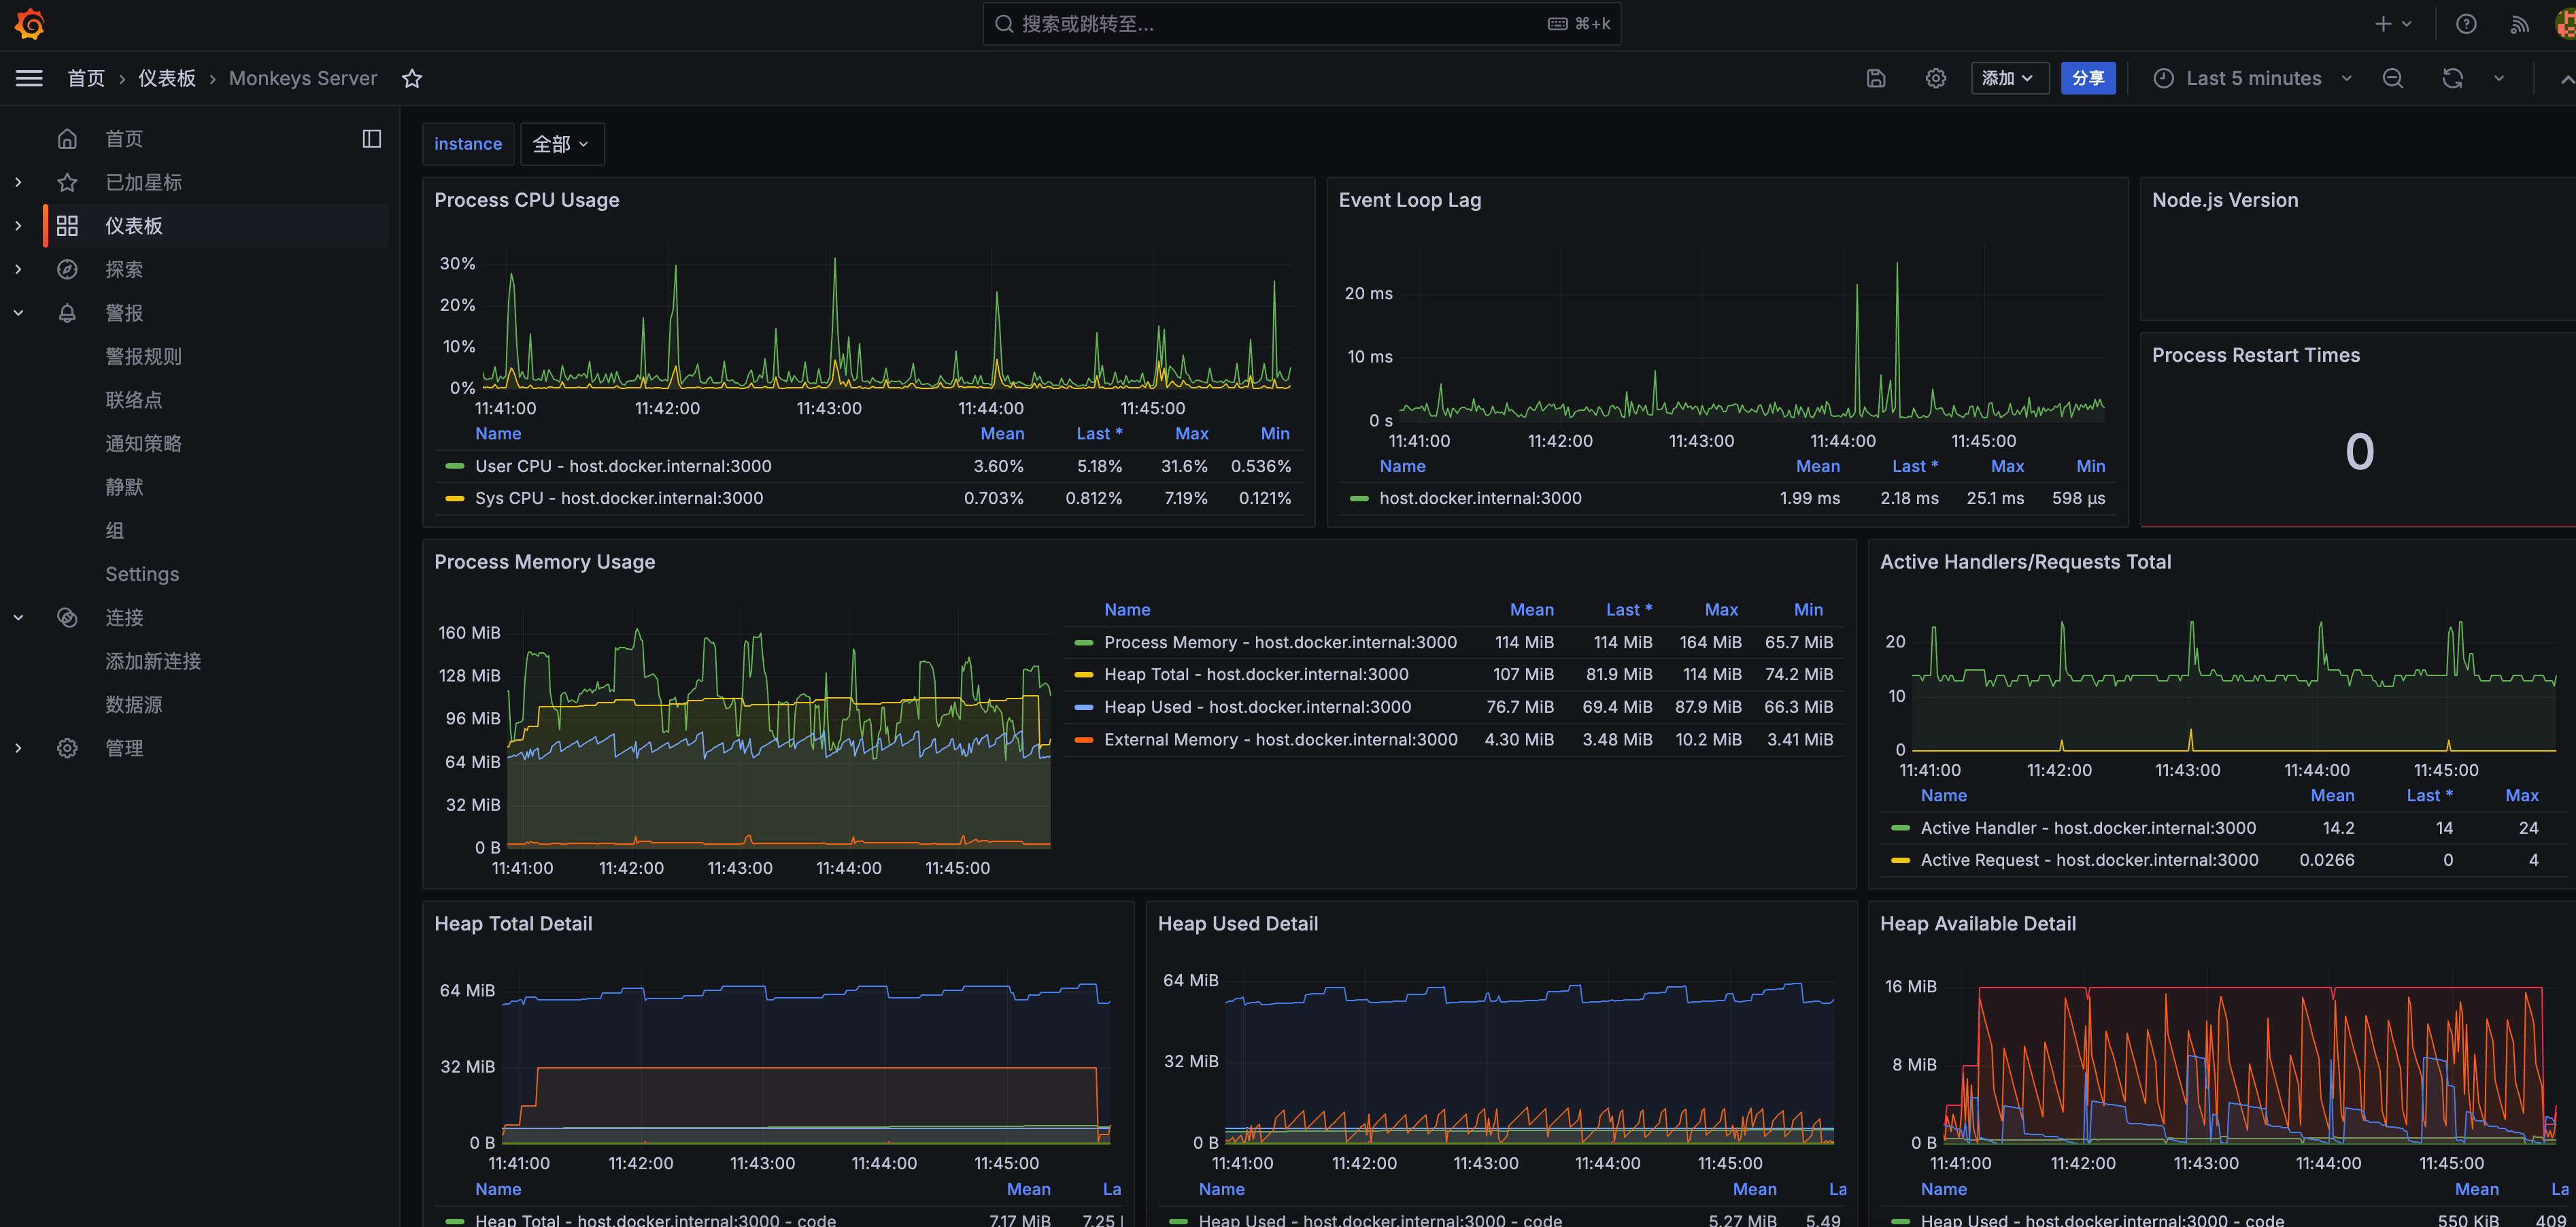 搜索或跳转至...
⌘+k
首页 › 仪表板 › Monkeys Server
添加
分享
Last 5 minutes
首页
已加星标
仪表板
探索
警报
警报规则
联络点
通知策略
静默
组
Settings
连接
添加新连接
数据源
管理
instance
全部
Process CPU Usage
30%
20%
10%
0%
11:41:00 11:42:00 11:43:00 11:44:00 11:45:00
Name Mean Last * Max Min
User CPU - host.docker.internal:3000 3.60% 5.18% 31.6% 0.536%
Sys CPU - host.docker.internal:3000 0.703% 0.812% 7.19% 0.121%
Event Loop Lag
20 ms
10 ms
0 s
11:41:00 11:42:00 11:43:00 11:44:00 11:45:00
Name Mean Last * Max Min
host.docker.internal:3000 1.99 ms 2.18 ms 25.1 ms 598 µs
Node.js Version
Process Restart Times
0
Process Memory Usage
160 MiB
128 MiB
96 MiB
64 MiB
32 MiB
0 B
11:41:00 11:42:00 11:43:00 11:44:00 11:45:00
Name Mean Last * Max Min
Process Memory - host.docker.internal:3000 114 MiB 114 MiB 164 MiB 65.7 MiB
Heap Total - host.docker.internal:3000 107 MiB 81.9 MiB 114 MiB 74.2 MiB
Heap Used - host.docker.internal:3000 76.7 MiB 69.4 MiB 87.9 MiB 66.3 MiB
External Memory - host.docker.internal:3000 4.30 MiB 3.48 MiB 10.2 MiB 3.41 MiB
Active Handlers/Requests Total
20
10
0
11:41:00 11:42:00 11:43:00 11:44:00 11:45:00
Name Mean Last * Max
Active Handler - host.docker.internal:3000 14.2 14 24
Active Request - host.docker.internal:3000 0.0266 0 4
Heap Total Detail
64 MiB
32 MiB
0 B
11:41:00 11:42:00 11:43:00 11:44:00 11:45:00
Name Mean La
Heap Total - host.docker.internal:3000 - code 7.17 MiB 7.25
Heap Used Detail
64 MiB
32 MiB
0 B
11:41:00 11:42:00 11:43:00 11:44:00 11:45:00
Name Mean La
Heap Used - host.docker.internal:3000 - code 5.27 MiB 5.49
Heap Available Detail
16 MiB
8 MiB
0 B
11:41:00 11:42:00 11:43:00 11:44:00 11:45:00
Name Mean La
Heap Used - host.docker.internal:3000 - code 550 KiB 409